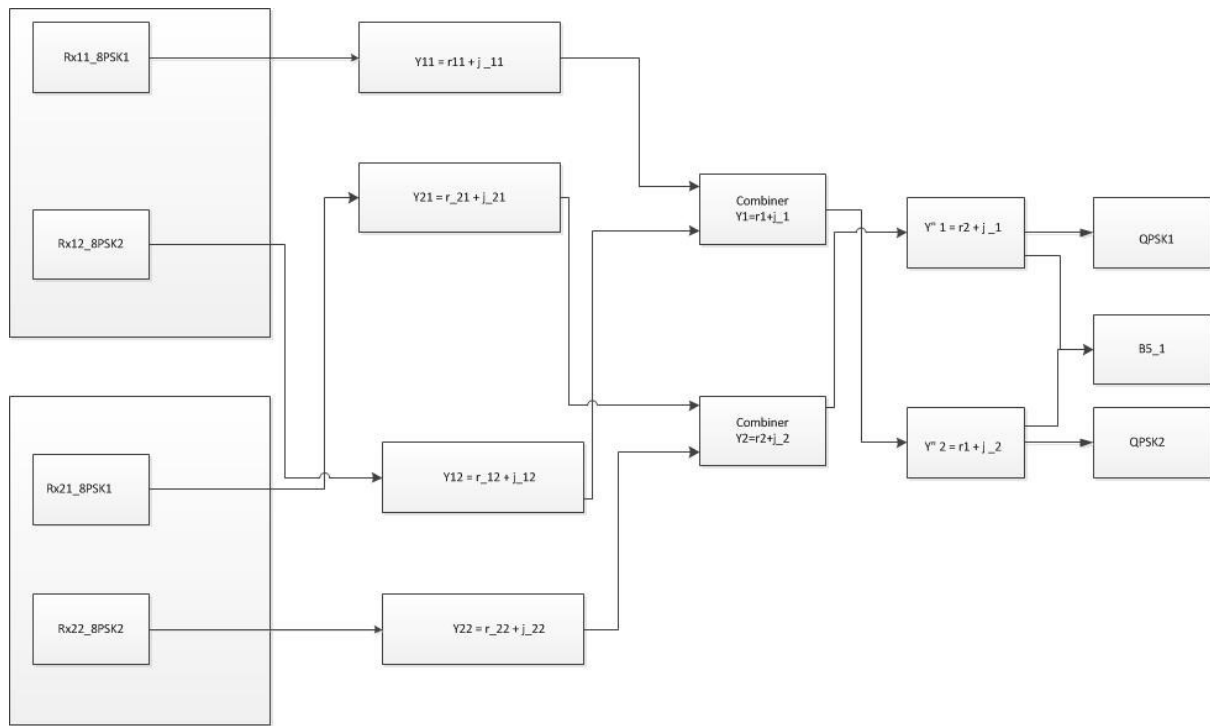 Rx11_8PSK1
Y11 = r11 + j _11
Rx12_8PSK2
Y21 = r_21 + j_21
Combiner
Y1=r1+j_1
Y" 1 = r2 + j _1
QPSK1
B5_1
Combiner
Y2=r2+j_2
Y" 2 = r1 + j _2
QPSK2
Rx21_8PSK1
Y12 = r_12 + j_12
Rx22_8PSK2
Y22 = r_22 + j_22